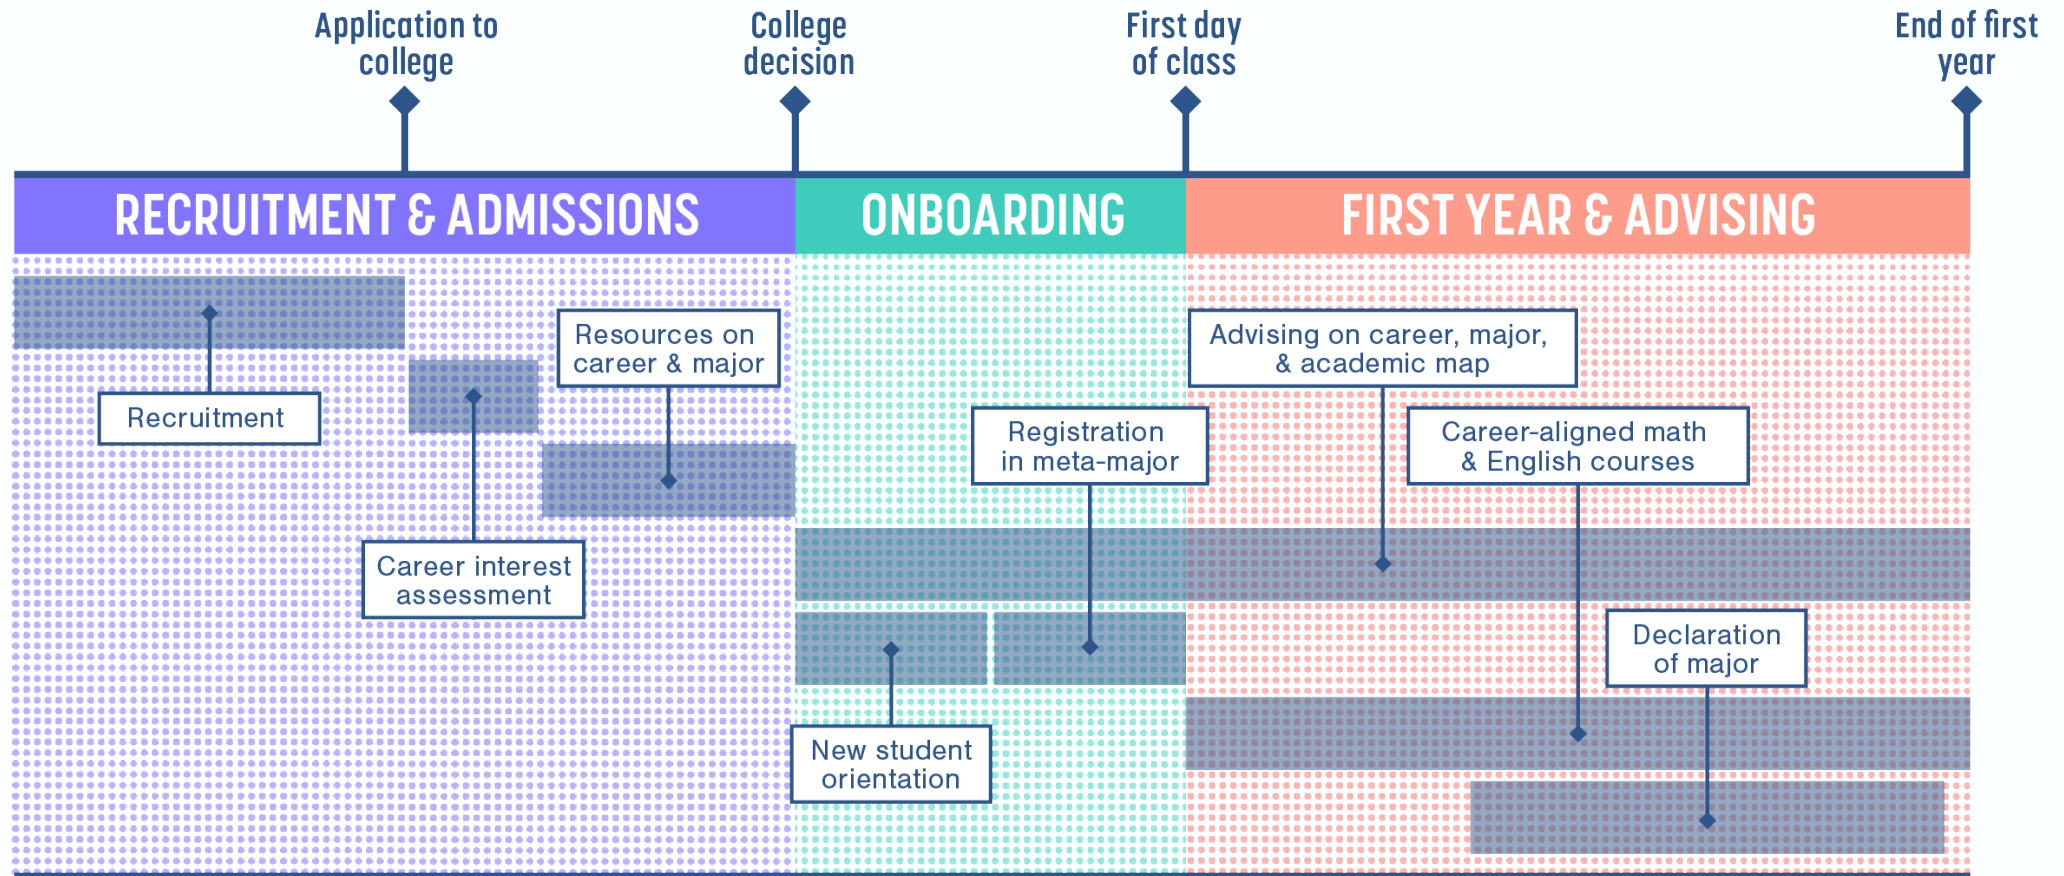 Application to
college
College
decision
First day
of class
End of first
year
RECRUITMENT & ADMISSIONS
ONBOARDING
FIRST YEAR & ADVISING
Recruitment
Career interest
assessment
Resources on
career & major
New student
orientation
Registration
in meta-major
Advising on career, major,
& academic map
Career-aligned math
& English courses
Declaration
of major